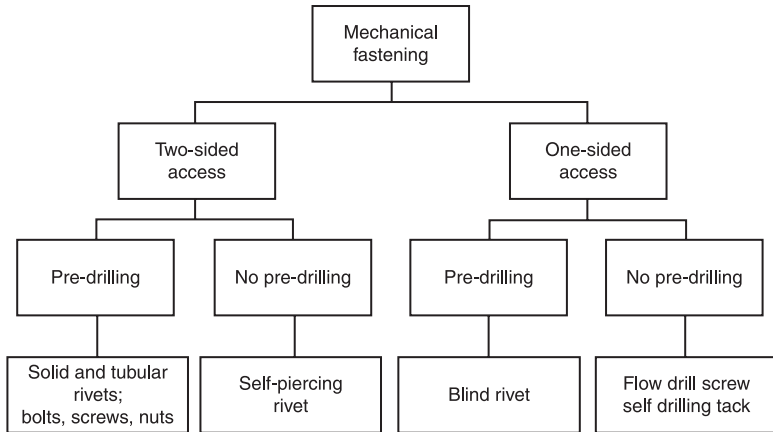 Mechanical
fastening
Two-sided
access
One-sided
access
Pre-drilling
No pre-drilling
Pre-drilling
No pre-drilling
Solid and tubular
rivets;
bolts, screws, nuts
Self-piercing
rivet
Blind rivet
Flow drill screw
self drilling tack